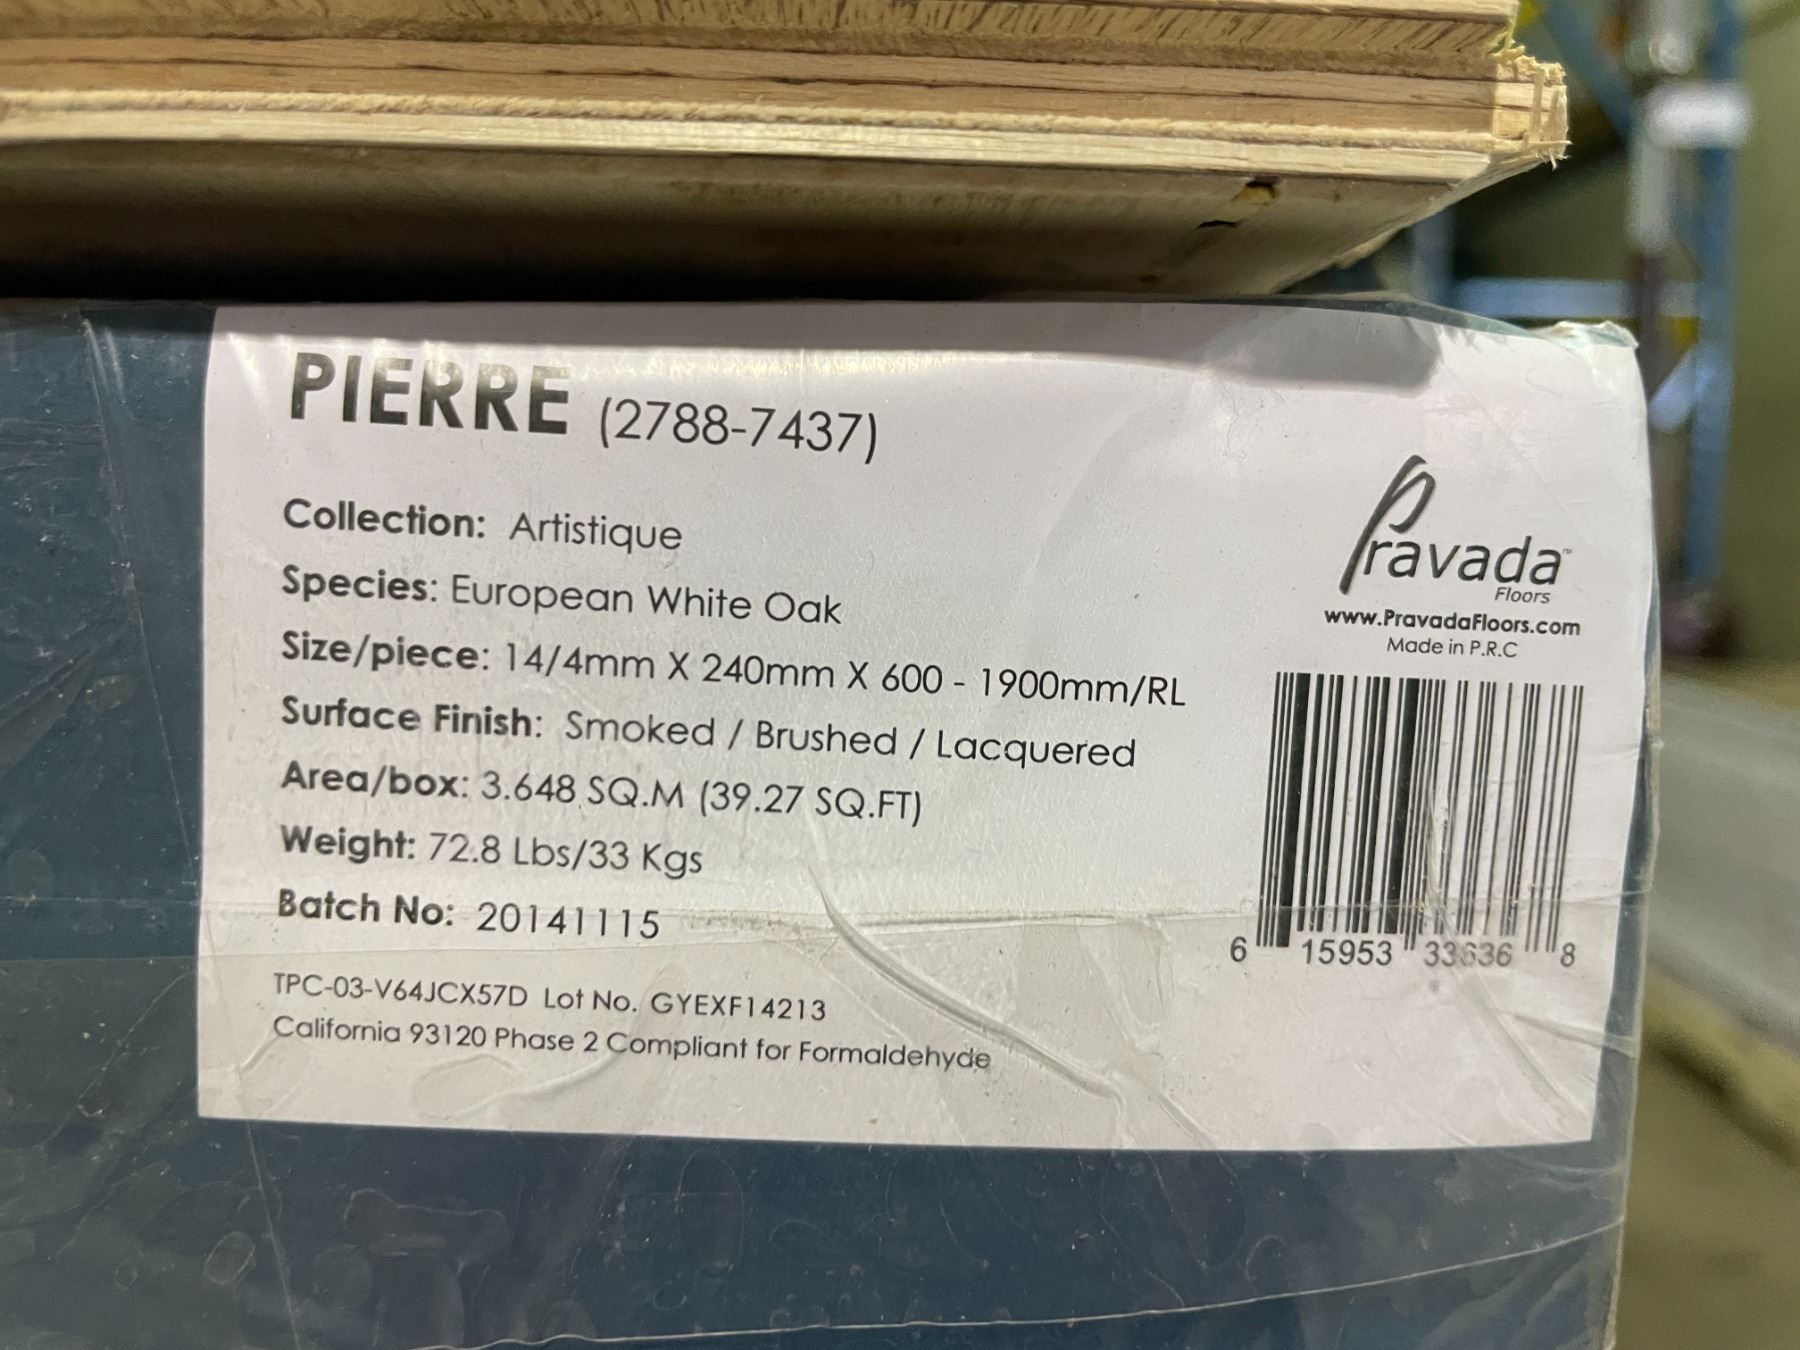 PIERRE (2788-7437)
Collection: Artistique
Species: European White Oak
Size/piece: 14/4mm X 240mm X 600 - 1900mm/RL
Surface Finish: Smoked / Brushed / Lacquered
Area/box: 3.648 SQ.M (39.27 SQ.FT)
Weight: 72.8 Lbs/33 Kgs
Batch No: 20141115
TPC-03-V64JCX57D Lot No. GYEXF14213
California 93120 Phase 2 Compliant for Formaldehyde
Pravada™
Floors
www.PravadaFloors.com
Made in P.R.C
6 15953 33636 8